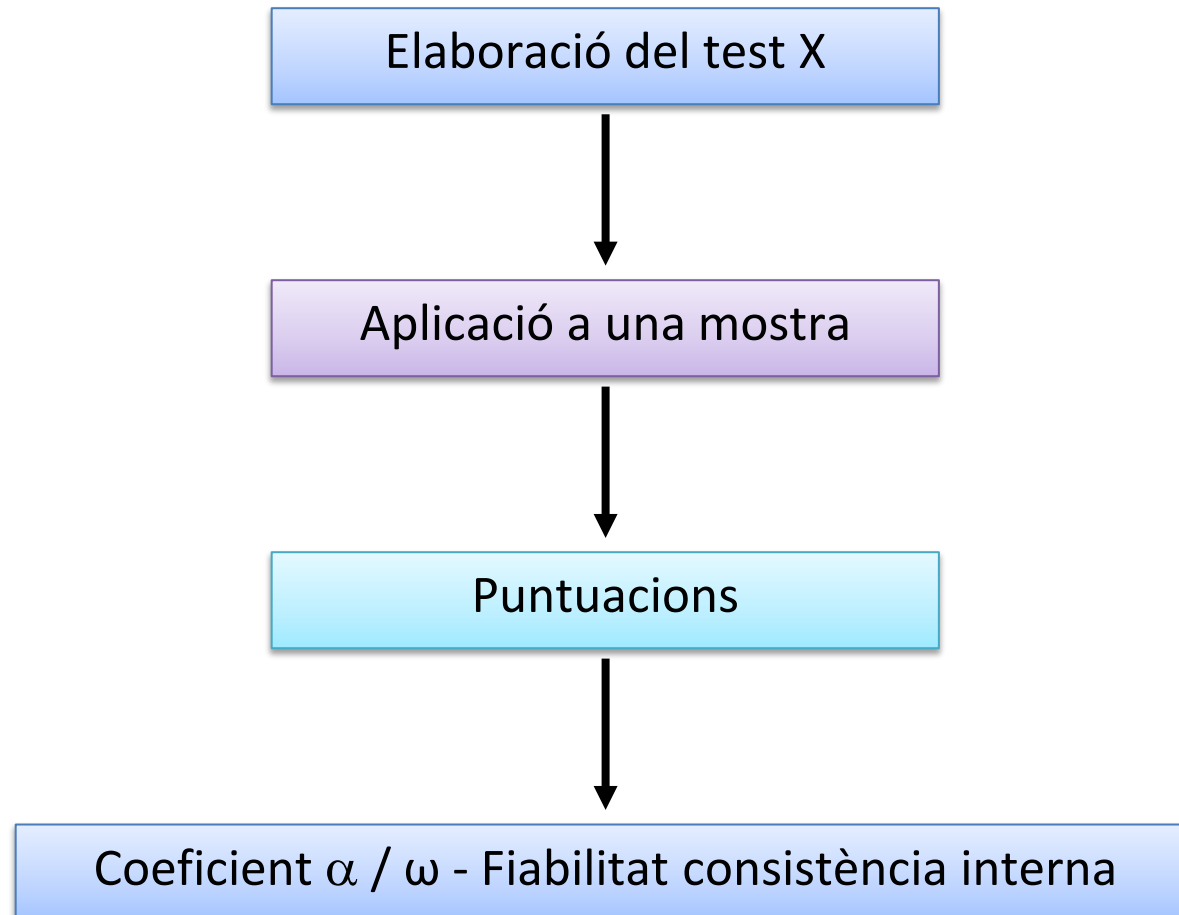 Elaboració del test X
Aplicació a una mostra
Puntuacions
Coeficient α / ω - Fiabilitat consistència interna